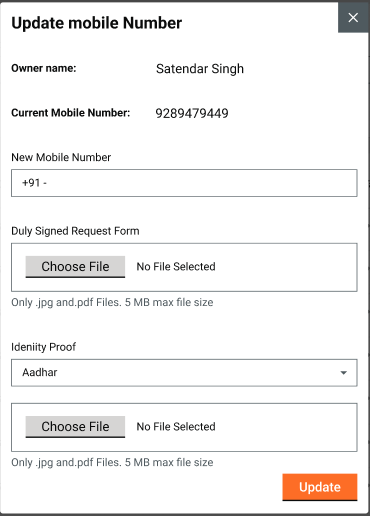 Update mobile Number
Owner name: Satendar Singh
Current Mobile Number: 9289479449
New Mobile Number
+91 -
Duly Signed Request Form
Choose File No File Selected
Only .jpg and.pdf Files. 5 MB max file size
Ideniity Proof
Aadhar
Choose File No File Selected
Only .jpg and.pdf Files. 5 MB max file size
Update